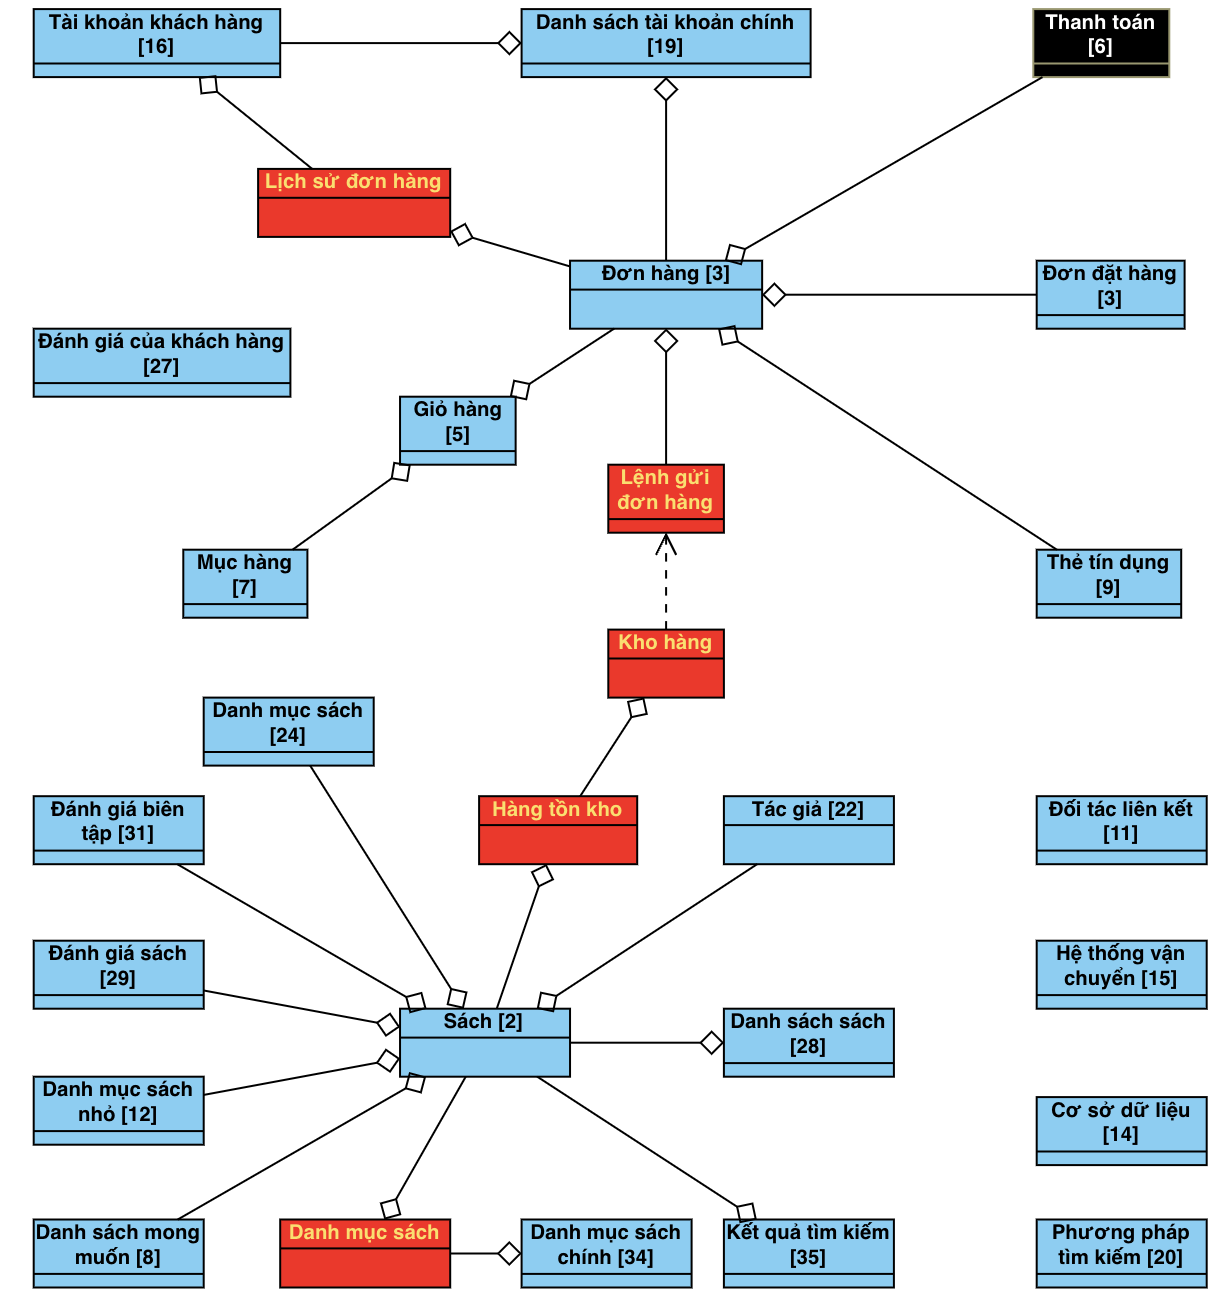 Tài khoản khách hàng
[16]
Danh sách tài khoản chính
[19]
Thanh toán
[6]
Lịch sử đơn hàng
Đơn hàng [3]
Đơn đặt hàng
[3]
Đánh giá của khách hàng
[27]
Giỏ hàng
[5]
Lệnh gửi
đơn hàng
Mục hàng
[7]
Thẻ tín dụng
[9]
Kho hàng
Danh mục sách
[24]
Đánh giá biên
tập [31]
Hàng tồn kho
Tác giả [22]
Đối tác liên kết
[11]
Đánh giá sách
[29]
Hệ thống vận
chuyển [15]
Sách [2]
Danh sách sách
[28]
Danh mục sách
nhỏ [12]
Cơ sở dữ liệu
[14]
Danh sách mong
muốn [8]
Danh mục sách
Danh mục sách
chính [34]
Kết quả tìm kiếm
[35]
Phương pháp
tìm kiếm [20]